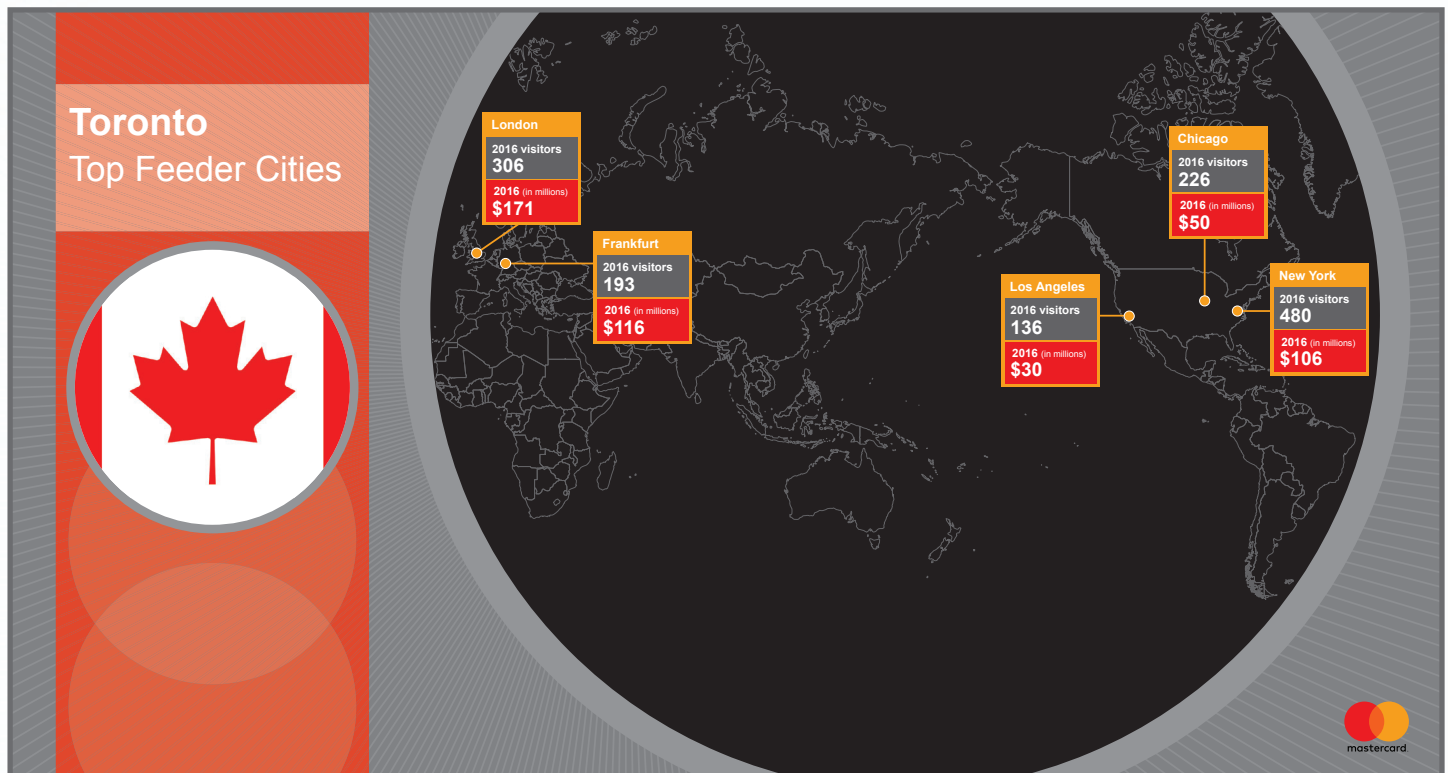 Toronto
Top Feeder Cities
London
2016 visitors
306
2016 (in millions)
$171
Frankfurt
2016 visitors
193
2016 (in millions)
$116
Los Angeles
2016 visitors
136
2016 (in millions)
$30
Chicago
2016 visitors
226
2016 (in millions)
$50
New York
2016 visitors
480
2016 (in millions)
$106
mastercard.